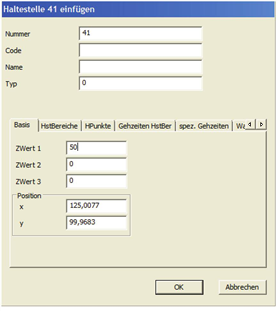 Haltestelle 41 einfügen
Nummer 41
Code
Name
Typ 0
Basis HstBereiche HPunkte Gehzeiten HstBer spez. Gehzeiten
ZWert 1 50
ZWert 2 0
ZWert 3 0
Position
x 125,0077
y 99,9683
OK Abbrechen